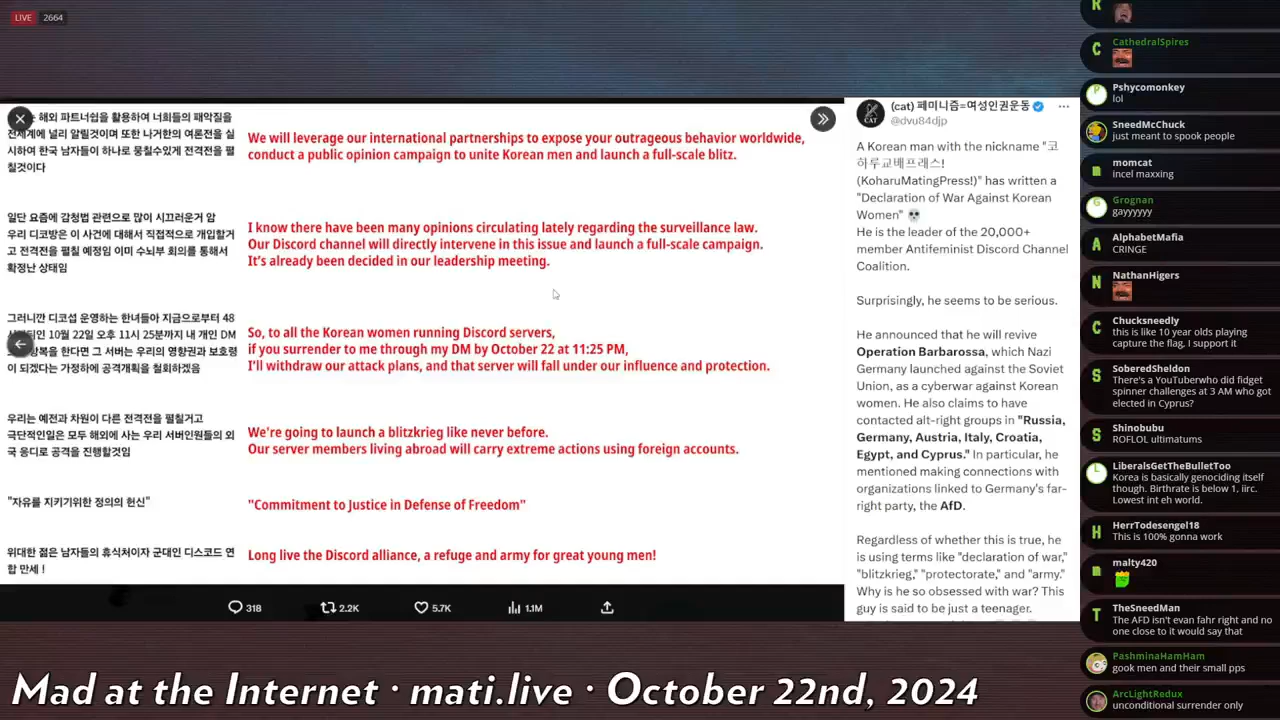 LIVE 2664
해외 파트너쉽을 활용하여 너희들의 패악질을
전세계에 널리 알릴것이며 또한 나거한의 여론전을 실
시하여 한국 남자들이 하나로 뭉칠수있게 전격전을 펼
칠것이다
We will leverage our international partnerships to expose your outrageous behavior worldwide,
conduct a public opinion campaign to unite Korean men and launch a full-scale blitz.
일단 요즘에 감청법 관련으로 많이 시끄러운거 암
우리 디코방은 이 사건에 대해서 직접적으로 개입할거
고 전격전을 펼칠 예정임 이미 수뇌부 회의를 통해서
확정난 상태임
I know there have been many opinions circulating lately regarding the surveillance law.
Our Discord channel will directly intervene in this issue and launch a full-scale campaign.
It's already been decided in our leadership meeting.
그러니깐 디코섭 운영하는 한녀들아 지금으로부터 48
10월 22일 오후 11시 25분까지 내 개인 DM
한다면 그 서버는 우리의 영향권과 보호령
이 되겠다는 가정하에 공격계획을 철회하겠음
So, to all the Korean women running Discord servers,
if you surrender to me through my DM by October 22 at 11:25 PM,
I'll withdraw our attack plans, and that server will fall under our influence and protection.
우리는 예전과 차원이 다른 전격전을 펼칠거고
극단적인일은 모두 해외에 사는 우리 서버인원들의 외
국 응디로 공격을 진행할것임
We're going to launch a blitzkrieg like never before.
Our server members living abroad will carry extreme actions using foreign accounts.
"자유를 지키기위한 정의의 헌신"
"Commitment to Justice in Defense of Freedom"
위대한 젊은 남자들의 휴식처이자 군대인 디스코드 연
합 만세 !
Long live the Discord alliance, a refuge and army for great young men!
318 2.2K 5.7K 1.1M
CAT
(cat) 페미니즘=여성인권운동
@dvu84djp
A Korean man with the nickname "코
하루교배프레스!
(KoharuMatingPress!)" has written a
"Declaration of War Against Korean
Women" 💀
He is the leader of the 20,000+
member Antifeminist Discord Channel
Coalition.
Surprisingly, he seems to be serious.
He announced that he will revive
Operation Barbarossa, which Nazi
Germany launched against the Soviet
Union, as a cyberwar against Korean
women. He also claims to have
contacted alt-right groups in "Russia,
Germany, Austria, Italy, Croatia,
Egypt, and Cyprus." In particular, he
mentioned making connections with
organizations linked to Germany's far-
right party, the AfD.
Regardless of whether this is true, he
is using terms like "declaration of war,"
"blitzkrieg," "protectorate," and "army."
Why is he so obsessed with war? This
guy is said to be just a teenager.
R
C CathedralSpires
Pshycomonkey
lol
SneedMcChuck
just meant to spook people
momcat
incel maxxing
G Grognan
gayyyyyy
A AlphabetMafia
CRINGE
N NathanHigers
C Chucksneedly
this is like 10 year olds playing
capture the flag, I support it
S SoberedSheldon
There's a YouTuberwho did fidget
spinner challenges at 3 AM who got
elected in Cyprus?
S Shinobubu
ROFLOL ultimatums
L LiberalsGetTheBulletToo
Korea is basically genociding itself
though. Birthrate is below 1, iirc.
Lowest int eh world.
H HerrTodesengel18
This is 100% gonna work
malty420
T TheSneedMan
The AFD isn't evan fahr right and no
one close to it would say that
PashminaHamHam
gook men and their small pps
ArcLightRedux
unconditional surrender only
Mad at the Internet · mati.live · October 22nd, 2024